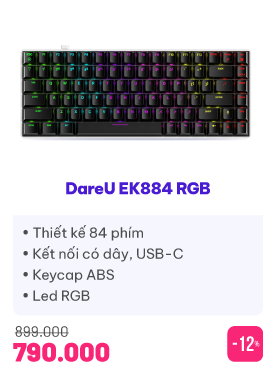 DareU EK884 RGB
• Thiết kế 84 phím
• Kết nối có dây, USB-C
• Keycap ABS
• Led RGB
899.000
790.000
-12%